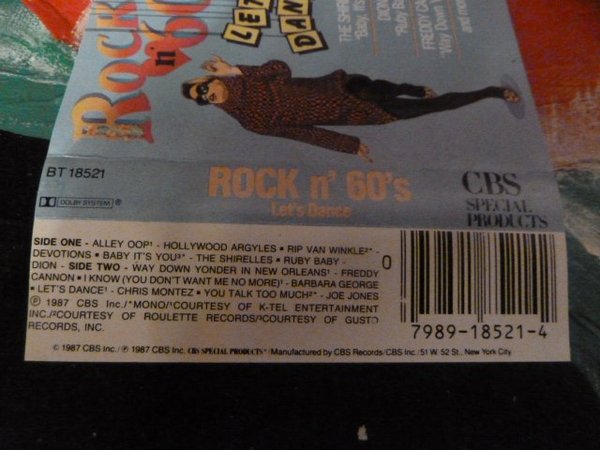 ROCK
n' 60
LET
DAN
THE SHIR
"Baby, It's
DION
"Ruby Ba
FREDDY CA
"Way Down Y
and more
BT 18521
DOLBY SYSTEM ®
ROCK n' 60's
Let's Dance
CBS
SPECIAL
PRODUCTS
SIDE ONE - ALLEY OOP¹ - HOLLYWOOD ARGYLES ▪ RIP VAN WINKLE²* -
DEVOTIONS ▪ BABY IT'S YOU³* - THE SHIRELLES ▪ RUBY BABY -
DION - SIDE TWO - WAY DOWN YONDER IN NEW ORLEANS¹ - FREDDY
CANNON ▪ I KNOW (YOU DON'T WANT ME NO MORE)¹ - BARBARA GEORGE
▪ LET'S DANCE¹ - CHRIS MONTEZ ▪ YOU TALK TOO MUCH²* - JOE JONES
℗ 1987 CBS Inc./*MONO/¹COURTESY OF K-TEL ENTERTAINMENT
INC./²COURTESY OF ROULETTE RECORDS/³COURTESY OF GUSTO
RECORDS, INC.
0
7989-18521-4
© 1987 CBS Inc./℗ 1987 CBS Inc. CBS SPECIAL PRODUCTS/Manufactured by CBS Records/CBS Inc./51 W. 52 St., New York City